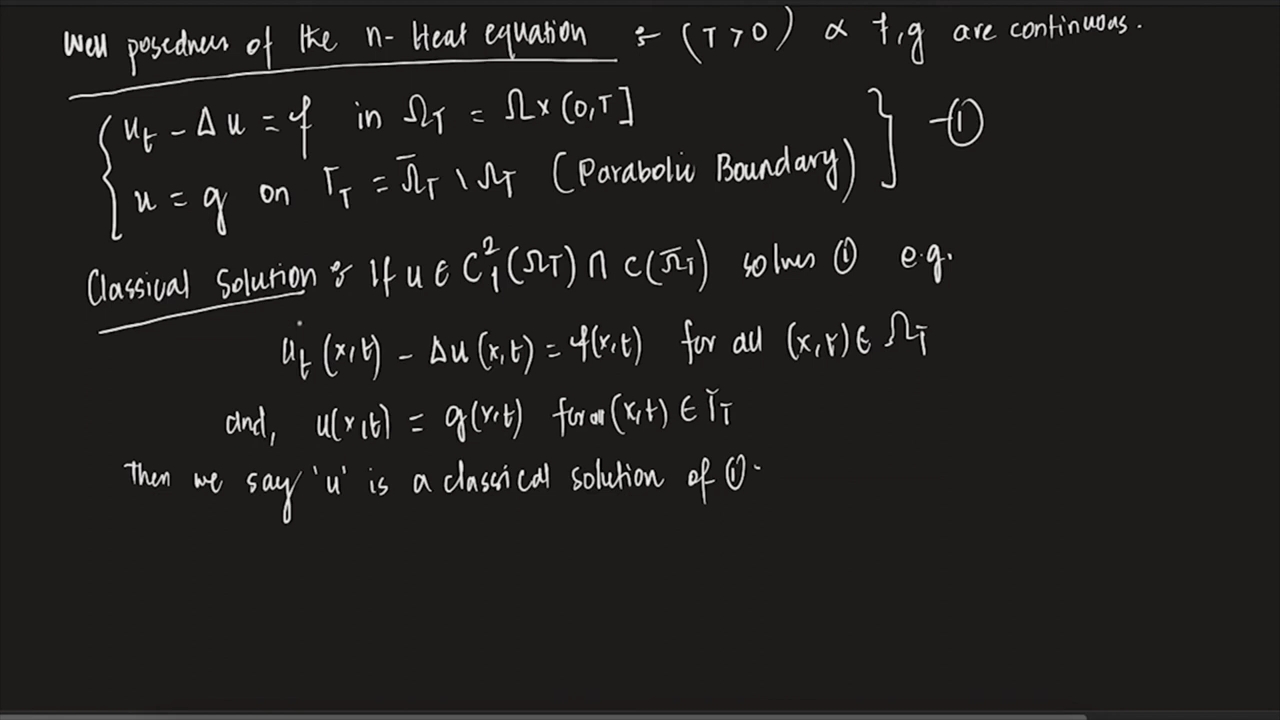 Well posedness of the n-Heat equation :- (T > 0) & f, g are continuous.
u_t - Δu = f in Ω_T = Ω × (0,T]
u = g on Γ_T = Ω̄_T \ Ω_T (Parabolic Boundary) } -①
Classical Solution :- If u ∈ C²₁(Ω_T) ∩ C(Ω̄_T) solves ① e.g.
u_t(x,t) - Δu(x,t) = f(x,t) for all (x,t) ∈ Ω_T
and, u(x,t) = g(x,t) for all (x,t) ∈ Γ_T
Then we say 'u' is a classical solution of ①.